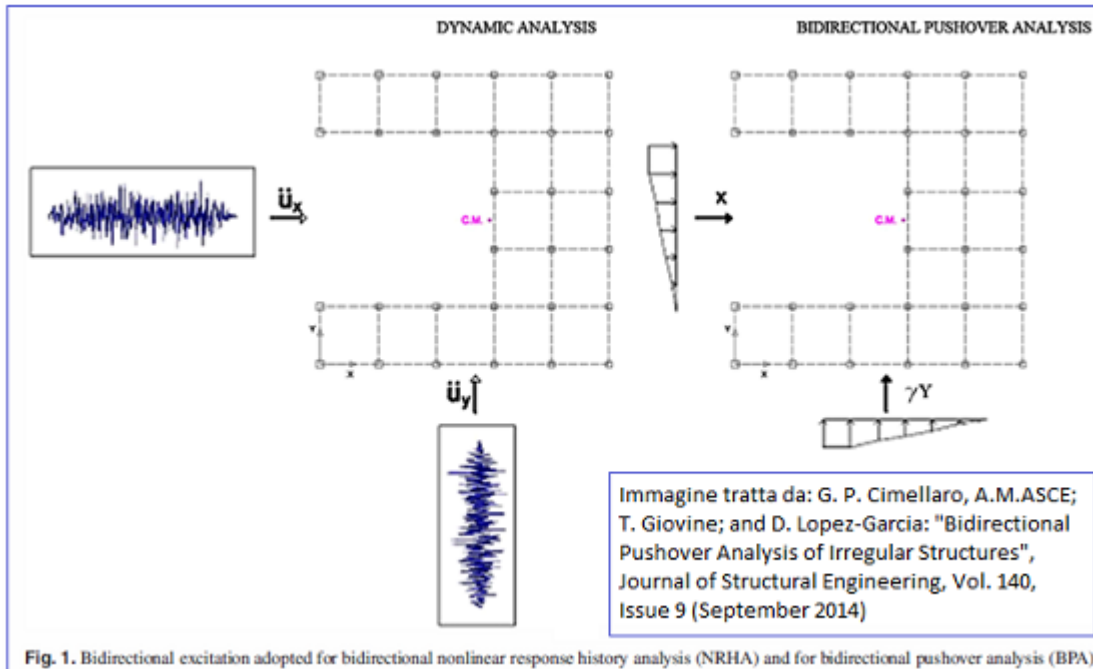 DYNAMIC ANALYSIS
BIDIRECTIONAL PUSHOVER ANALYSIS
üx
C.M.
x
C.M.
Y
X
Y
X
üy
γY
Immagine tratta da: G. P. Cimellaro, A.M.ASCE;
T. Giovine; and D. Lopez-Garcia: "Bidirectional
Pushover Analysis of Irregular Structures",
Journal of Structural Engineering, Vol. 140,
Issue 9 (September 2014)
Fig. 1. Bidirectional excitation adopted for bidirectional nonlinear response history analysis (NRHA) and for bidirectional pushover analysis (BPA)